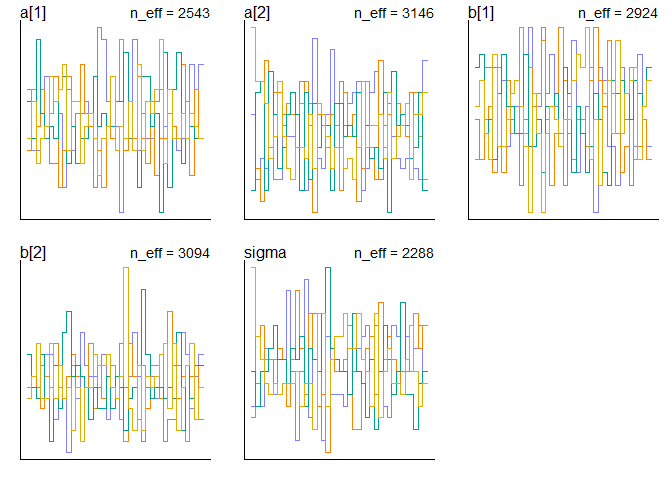 a[1] n_eff = 2543
a[2] n_eff = 3146
b[1] n_eff = 2924
b[2] n_eff = 3094
sigma n_eff = 2288